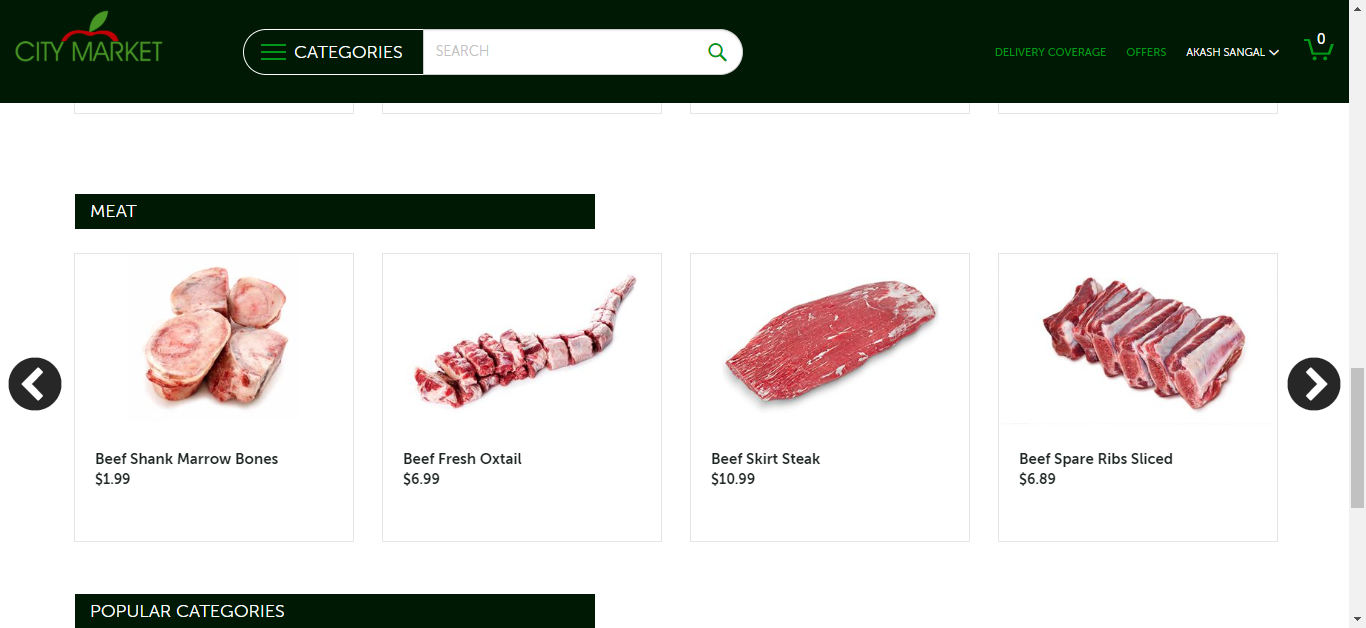 CITY MARKET
CATEGORIES
SEARCH
DELIVERY COVERAGE
OFFERS
AKASH SANGAL
0
MEAT
Beef Shank Marrow Bones
$1.99
Beef Fresh Oxtail
$6.99
Beef Skirt Steak
$10.99
Beef Spare Ribs Sliced
$6.89
POPULAR CATEGORIES